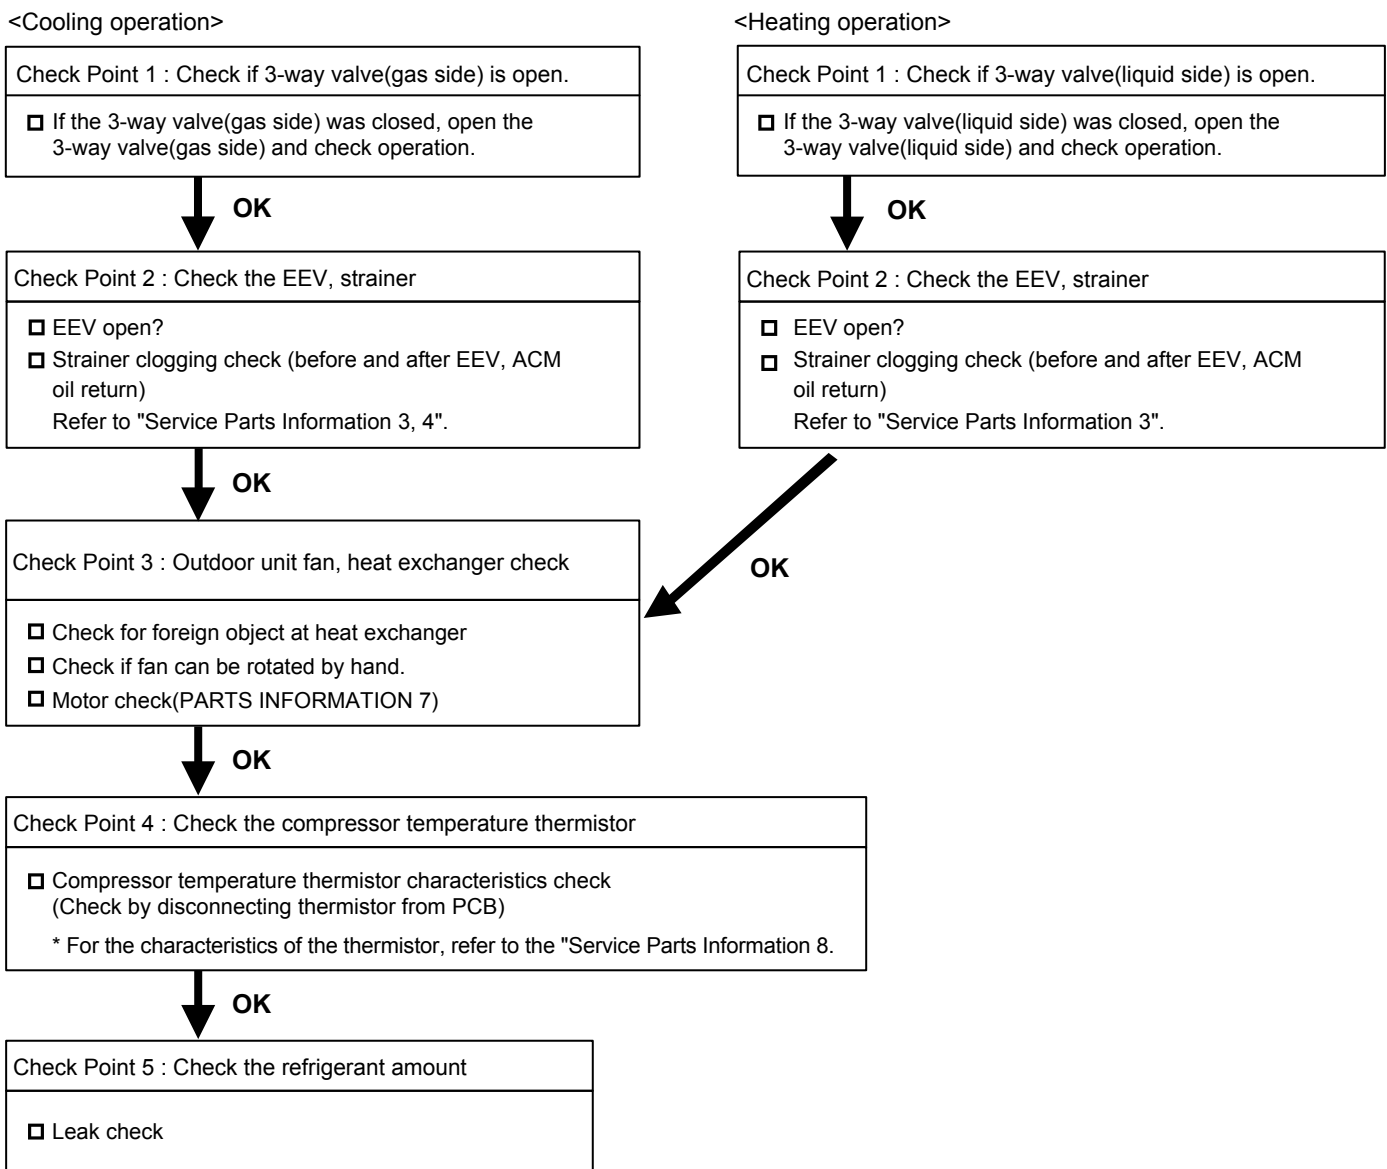 <Cooling operation>
Check Point 1 : Check if 3-way valve(gas side) is open.
If the 3-way valve(gas side) was closed, open the
3-way valve(gas side) and check operation.
OK
Check Point 2 : Check the EEV, strainer
EEV open?
Strainer clogging check (before and after EEV, ACM
oil return)
Refer to "Service Parts Information 3, 4".
OK
<Heating operation>
Check Point 1 : Check if 3-way valve(liquid side) is open.
If the 3-way valve(liquid side) was closed, open the
3-way valve(liquid side) and check operation.
OK
Check Point 2 : Check the EEV, strainer
EEV open?
Strainer clogging check (before and after EEV, ACM
oil return)
Refer to "Service Parts Information 3".
OK
Check Point 3 : Outdoor unit fan, heat exchanger check
Check for foreign object at heat exchanger
Check if fan can be rotated by hand.
Motor check(PARTS INFORMATION 7)
OK
Check Point 4 : Check the compressor temperature thermistor
Compressor temperature thermistor characteristics check
(Check by disconnecting thermistor from PCB)
* For the characteristics of the thermistor, refer to the "Service Parts Information 8.
OK
Check Point 5 : Check the refrigerant amount
Leak check